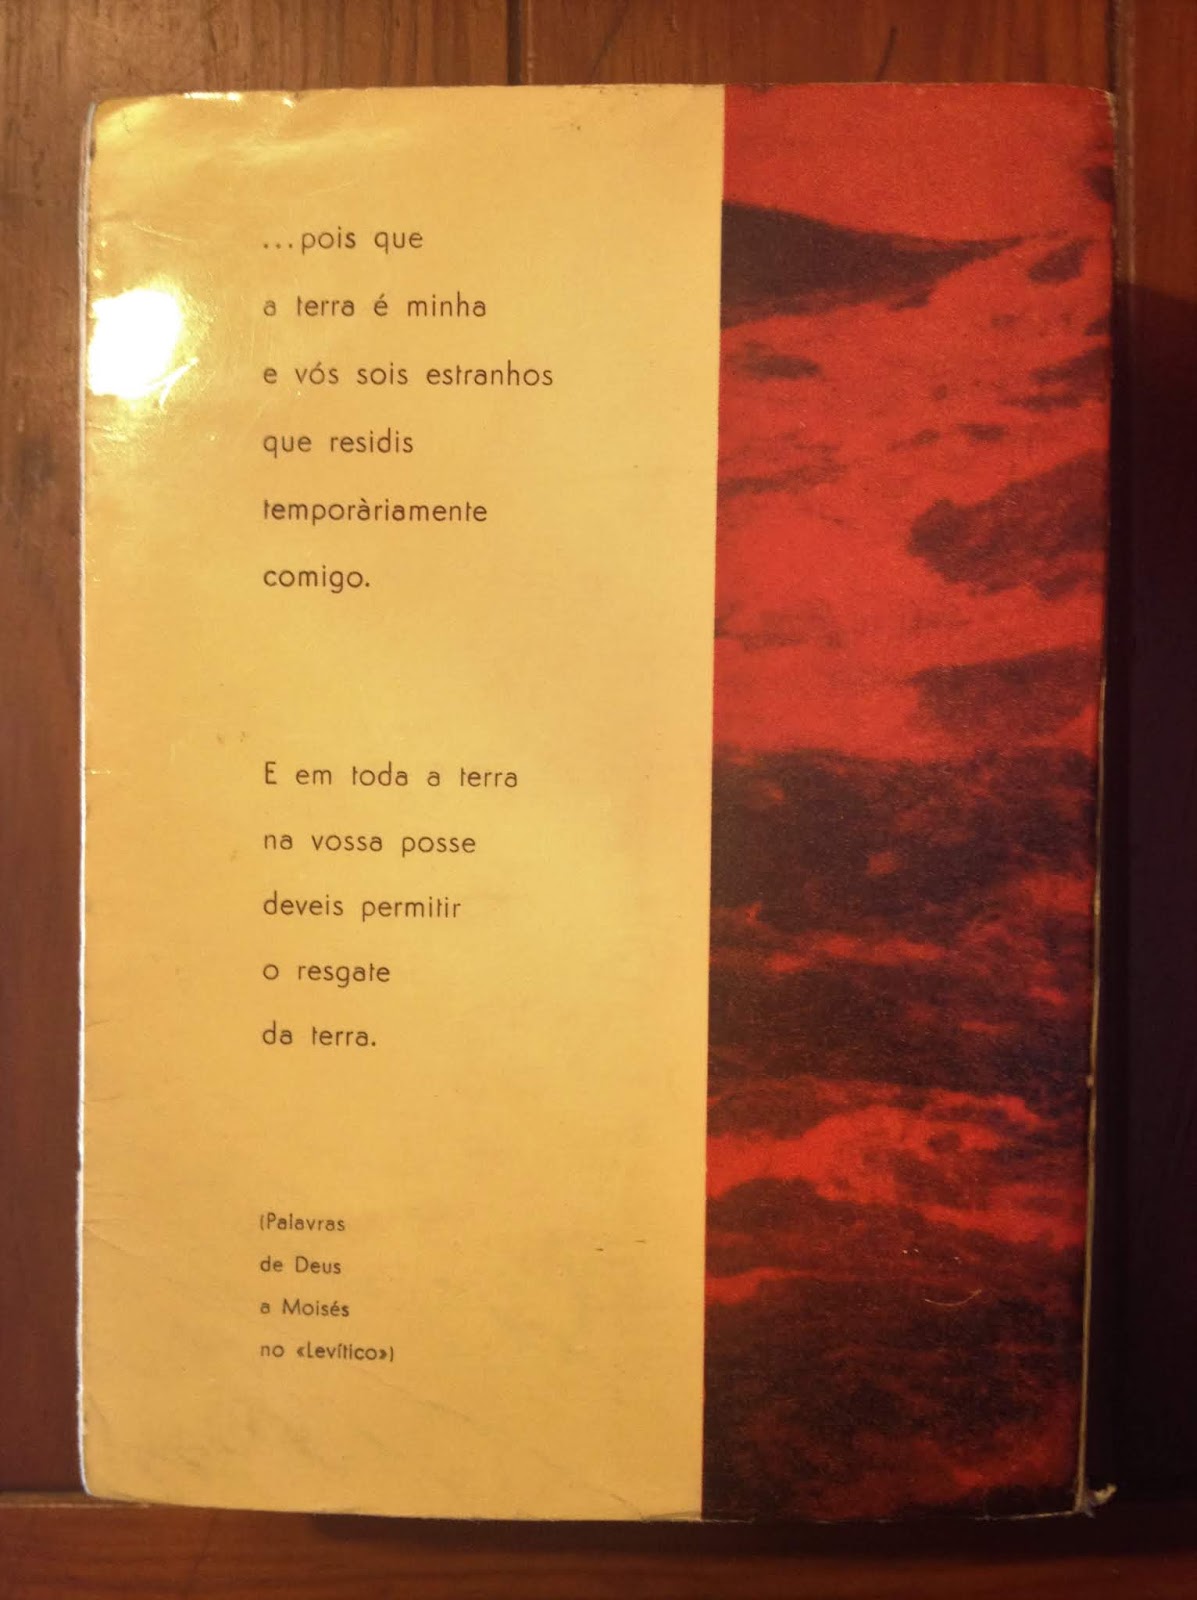 ...pois que
a terra é minha
e vós sois estranhos
que residis
temporàriamente
comigo.
E em toda a terra
na vossa posse
deveis permitir
o resgate
da terra.
(Palavras
de Deus
a Moisés
no «Levítico»)